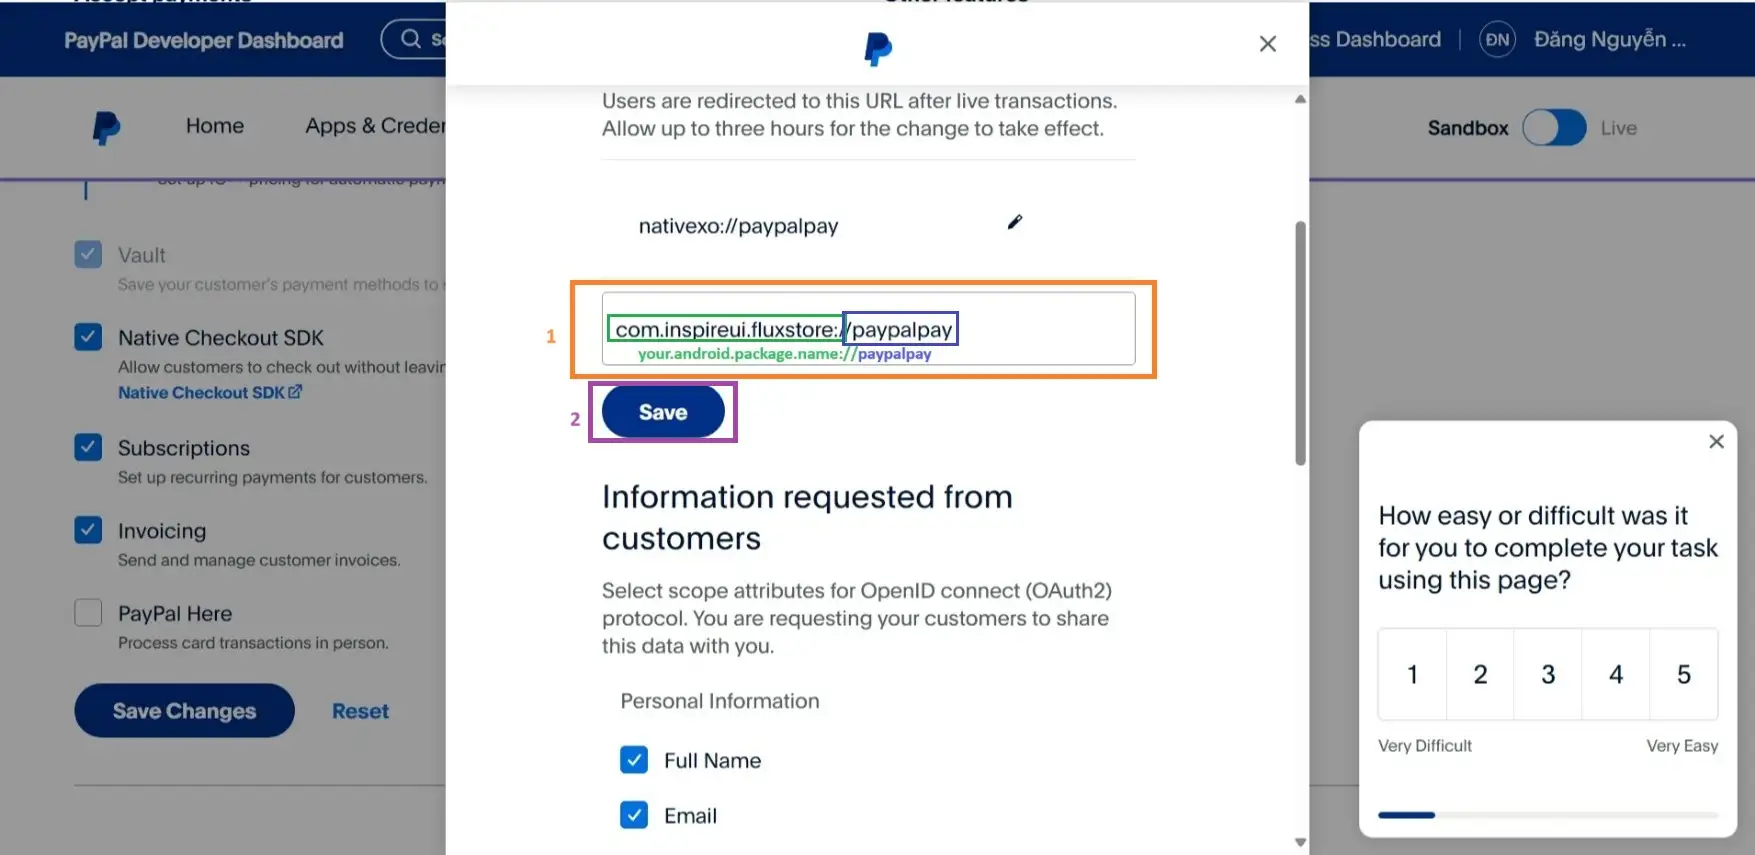 PayPal Developer Dashboard
ss Dashboard
ĐN
Đăng Nguyễn ...
Home
Apps & Creder
Sandbox
Live
Vault
Save your customer's payment methods to
Native Checkout SDK
Allow customers to check out without leavin
Native Checkout SDK
Subscriptions
Set up recurring payments for customers.
Invoicing
Send and manage customer invoices.
PayPal Here
Process card transactions in person.
Save Changes
Reset
Users are redirected to this URL after live transactions.
Allow up to three hours for the change to take effect.
nativexo://paypalpay
1
com.inspireui.fluxstore://paypalpay
your.android.package.name://paypalpay
2
Save
Information requested from
customers
Select scope attributes for OpenID connect (OAuth2)
protocol. You are requesting your customers to share
this data with you.
Personal Information
Full Name
Email
How easy or difficult was it
for you to complete your task
using this page?
1 2 3 4 5
Very Difficult
Very Easy